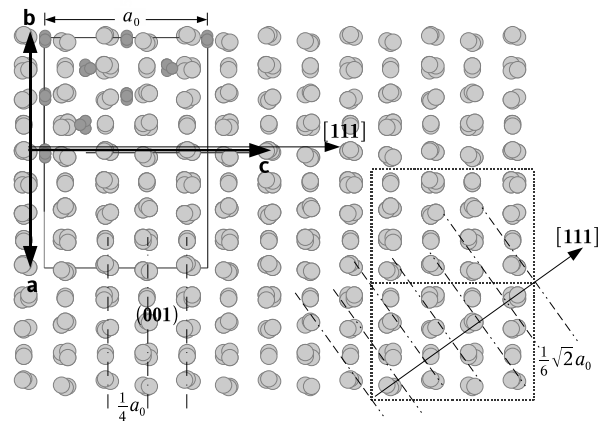 b
a₀
[111]
c
a
[111]
(001)
1/6 √2 a₀
1/4 a₀